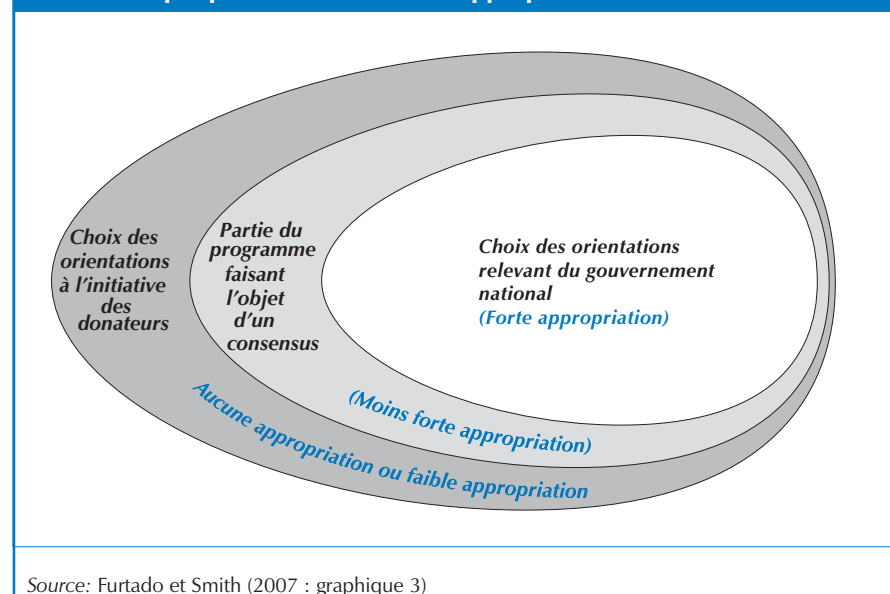 Choix des
orientations
à l’initiative
des
donateurs
Partie du
programme
faisant
l’objet
d’un
consensus
Choix des orientations
relevant du gouvernement
national
(Forte appropriation)
(Moins forte appropriation)
Aucune appropriation ou faible appropriation
Source: Furtado et Smith (2007 : graphique 3)